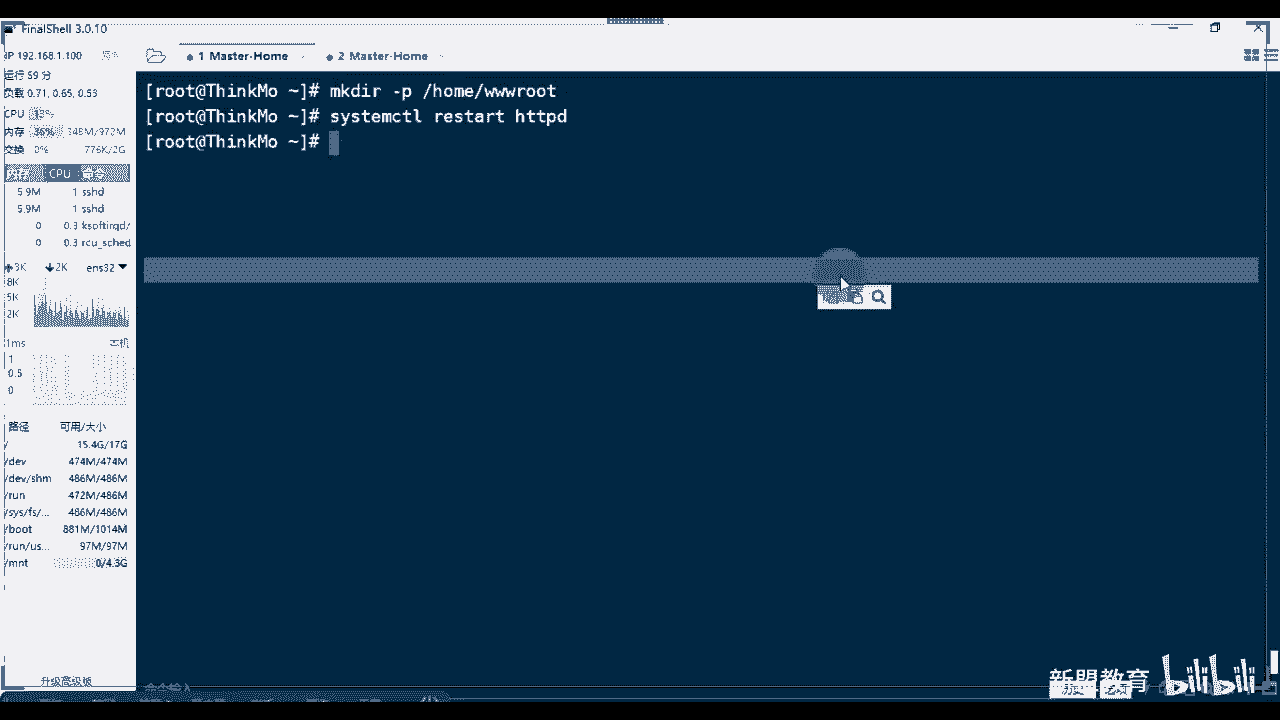 FinalShell 3.0.10
IP 192.168.1.100
1 Master-Home
2 Master-Home
运行 59 分
负载 0.71, 0.65, 0.53
CPU 13%
内存 36% 348M/972M
交换 0% 776K/2G
内存 CPU 命令
5.9M 1 sshd
5.9M 1 sshd
0 0.3 ksoftirqd/
0 0.3 rcu_sched
3K 2K ens32
8K
5K
2K
1ms 本机
1
0.5
0
路径 可用/大小
/ 15.4G/17G
/dev 474M/474M
/dev/shm 486M/486M
/run 472M/486M
/sys/fs/... 486M/486M
/boot 881M/1014M
/run/us... 97M/97M
/mnt 0/4.3G
升级高级版
[root@ThinkMo ~]# mkdir -p /home/wwwroot
[root@ThinkMo ~]# systemctl restart httpd
[root@ThinkMo ~]#
新盟教育 bilibili